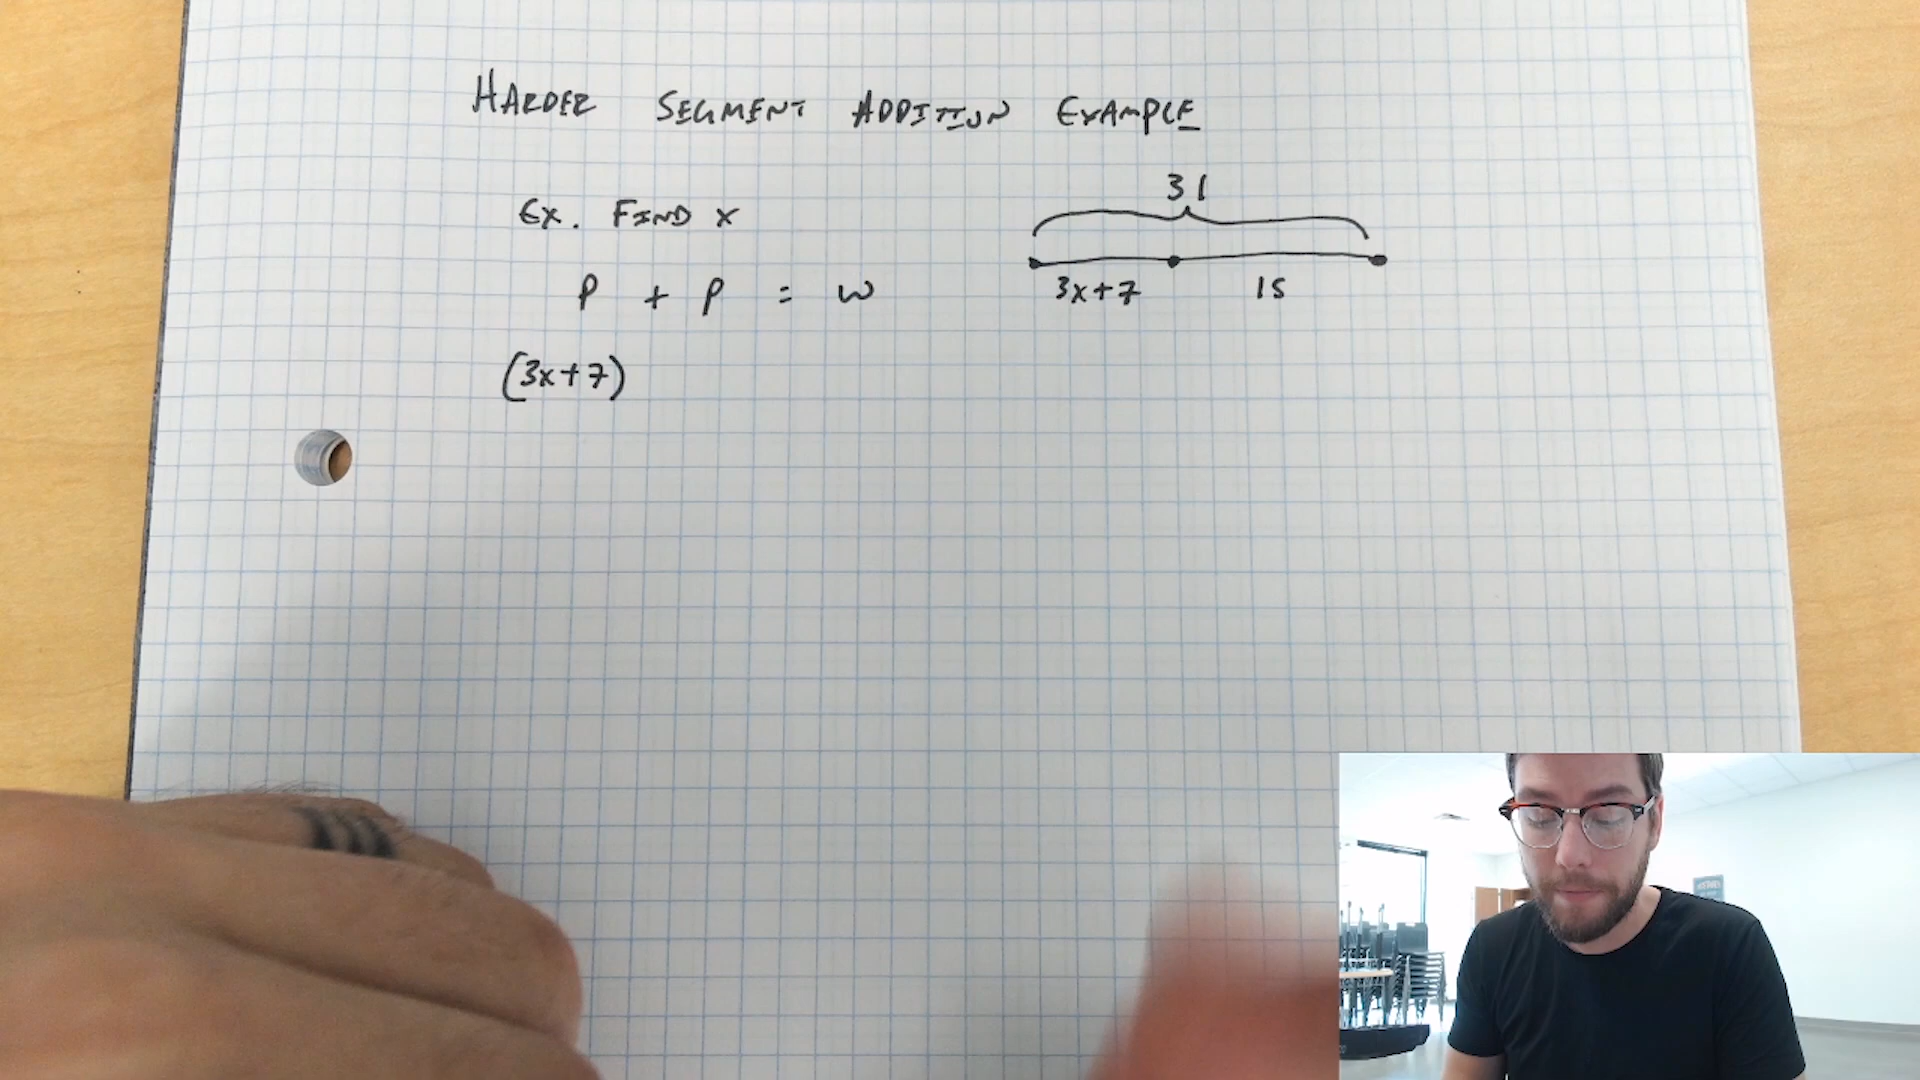 HARDER SEGMENT ADDITION EXAMPLE
31
EX. FIND x
P + P = W
3x+7 15
(3x+7)